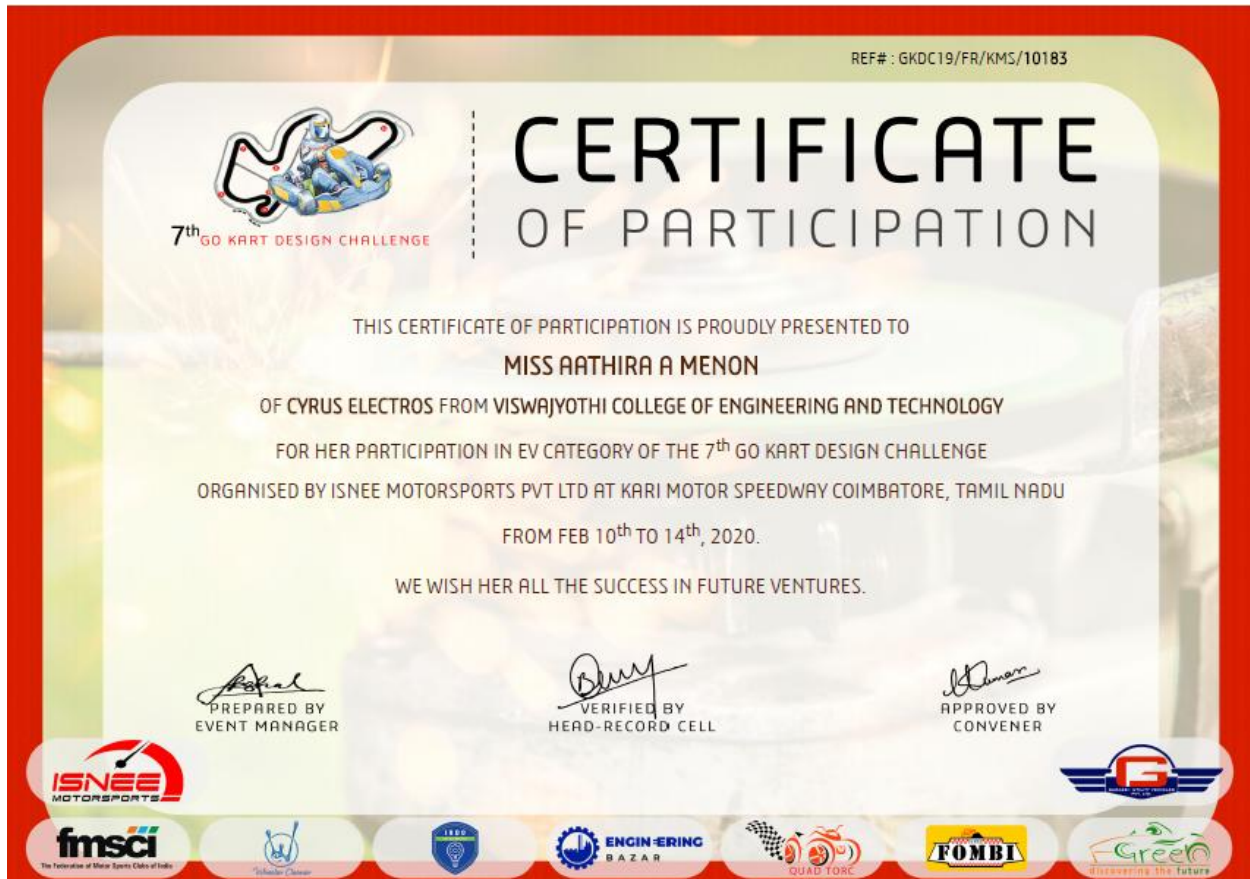 REF# : GKDC19/FR/KMS/10183
CERTIFICATE
OF PARTICIPATION
7th GO KART DESIGN CHALLENGE
THIS CERTIFICATE OF PARTICIPATION IS PROUDLY PRESENTED TO
MISS AATHIRA A MENON
OF CYRUS ELECTROS FROM VISWAJYOTHI COLLEGE OF ENGINEERING AND TECHNOLOGY
FOR HER PARTICIPATION IN EV CATEGORY OF THE 7th GO KART DESIGN CHALLENGE
ORGANISED BY ISNEE MOTORSPORTS PVT LTD AT KARI MOTOR SPEEDWAY COIMBATORE, TAMIL NADU
FROM FEB 10th TO 14th, 2020.
WE WISH HER ALL THE SUCCESS IN FUTURE VENTURES.
PREPARED BY
EVENT MANAGER
VERIFIED BY
HEAD-RECORD CELL
APPROVED BY
CONVENER
ISNEE
MOTORSPORTS
G
fmsci
The Federation of Motor Sports Clubs of India
ENGINEERING
BAZAR
QUAD TORC
FOMBI
Green
discovering the future